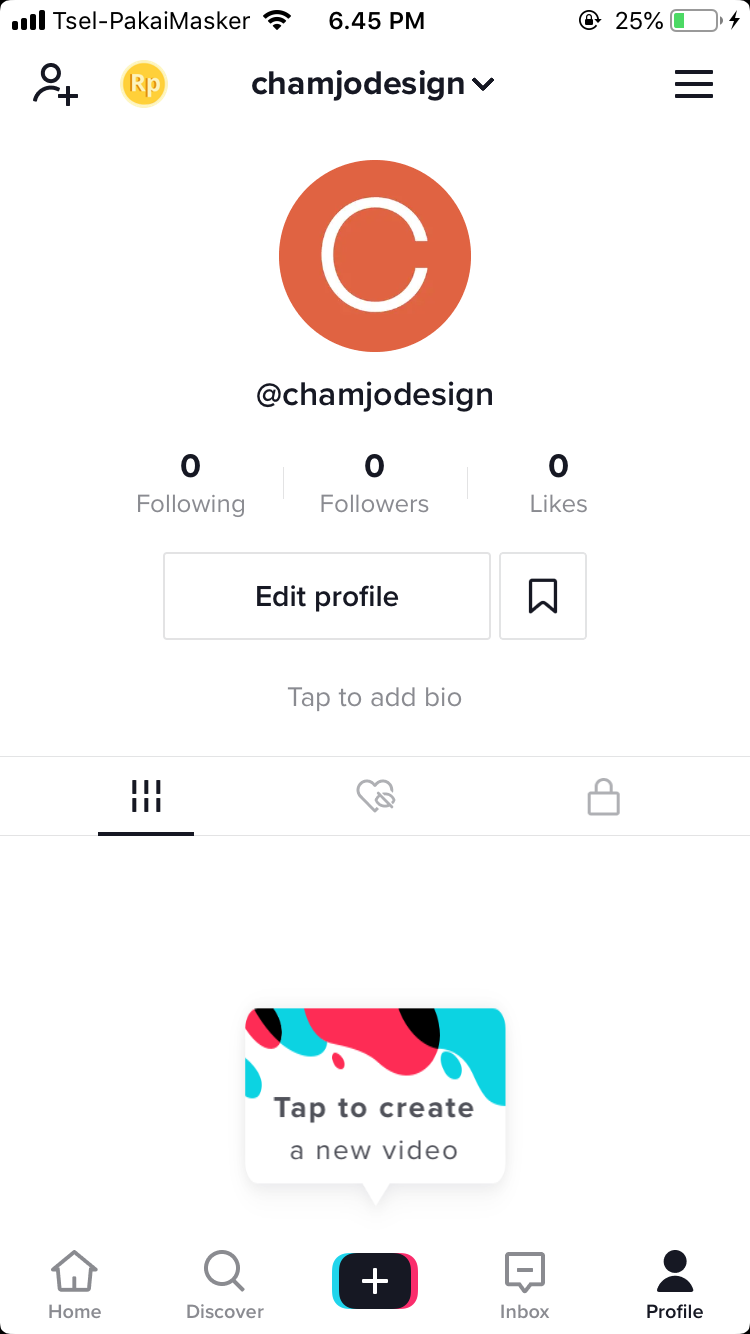 Tsel-PakaiMasker 6.45 PM 25%
Rp chamjodesign
C
@chamjodesign
0 0 0
Following Followers Likes
Edit profile
Tap to add bio
Tap to create
a new video
Home Discover Inbox Profile